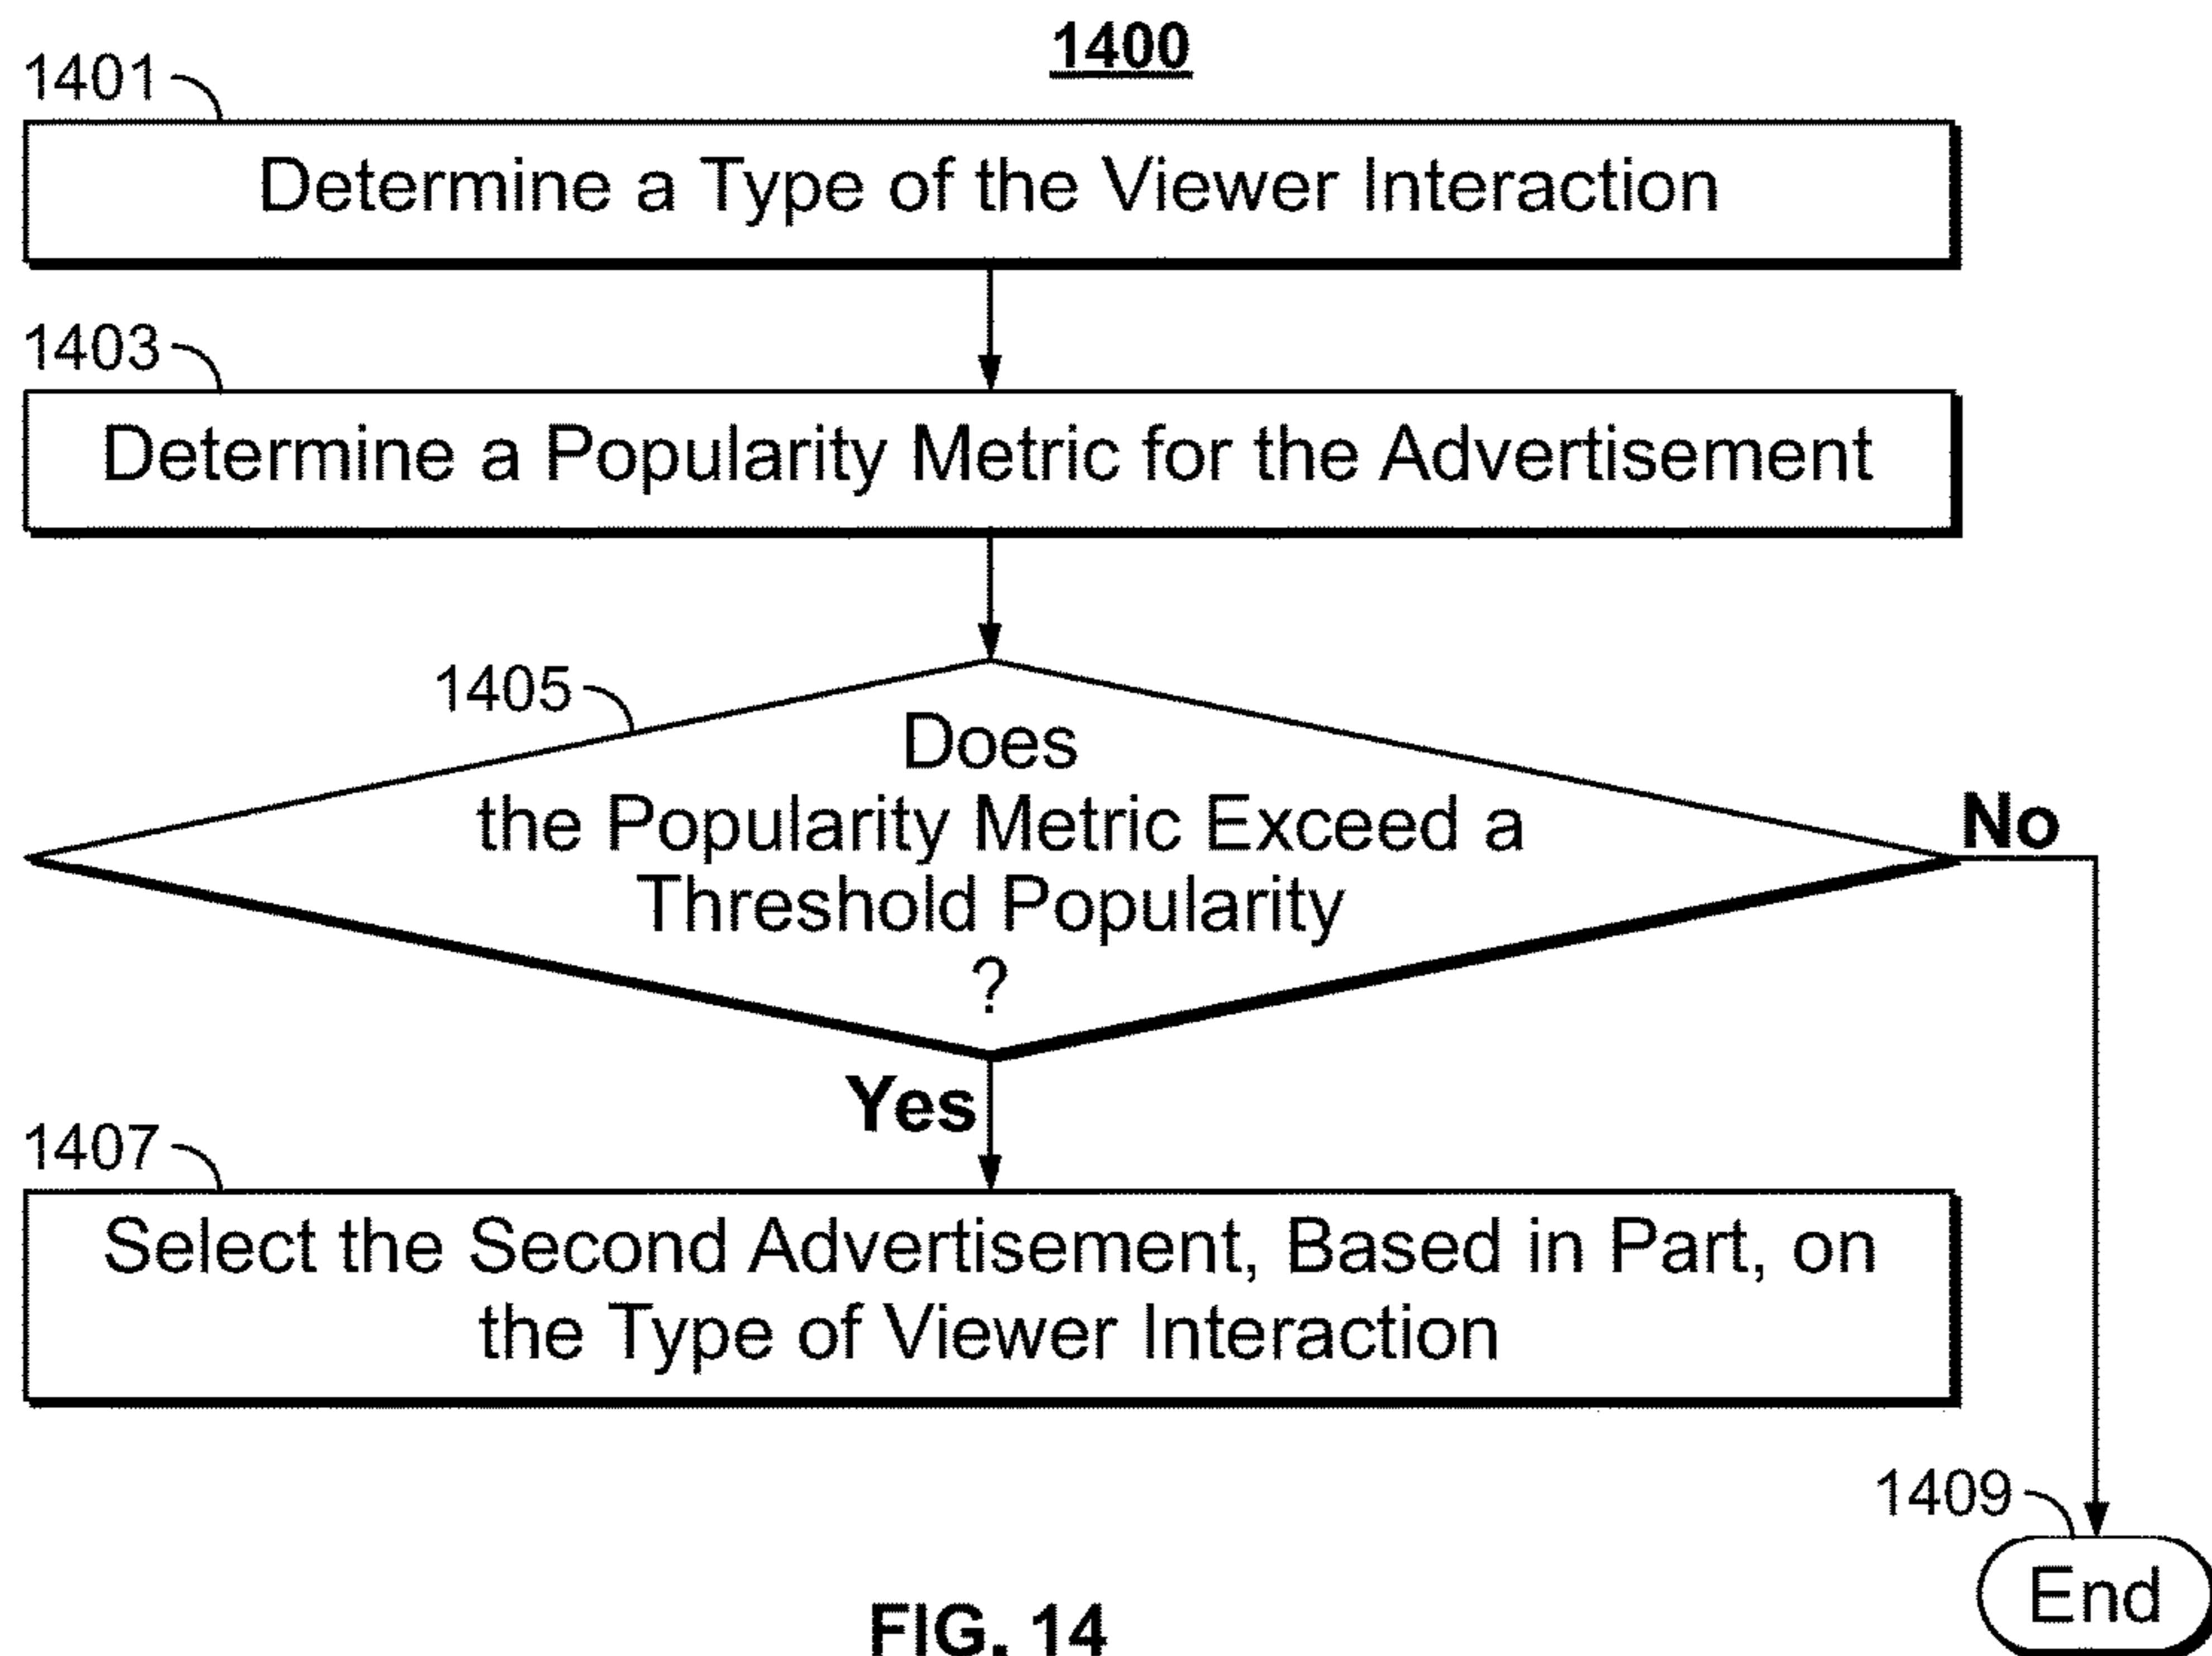 1400
1401
Determine a Type of the Viewer Interaction
1403
Determine a Popularity Metric for the Advertisement
1405
Does
the Popularity Metric Exceed a
Threshold Popularity
?
No
Yes
1407
Select the Second Advertisement, Based in Part, on
the Type of Viewer Interaction
1409
End
FIG. 14